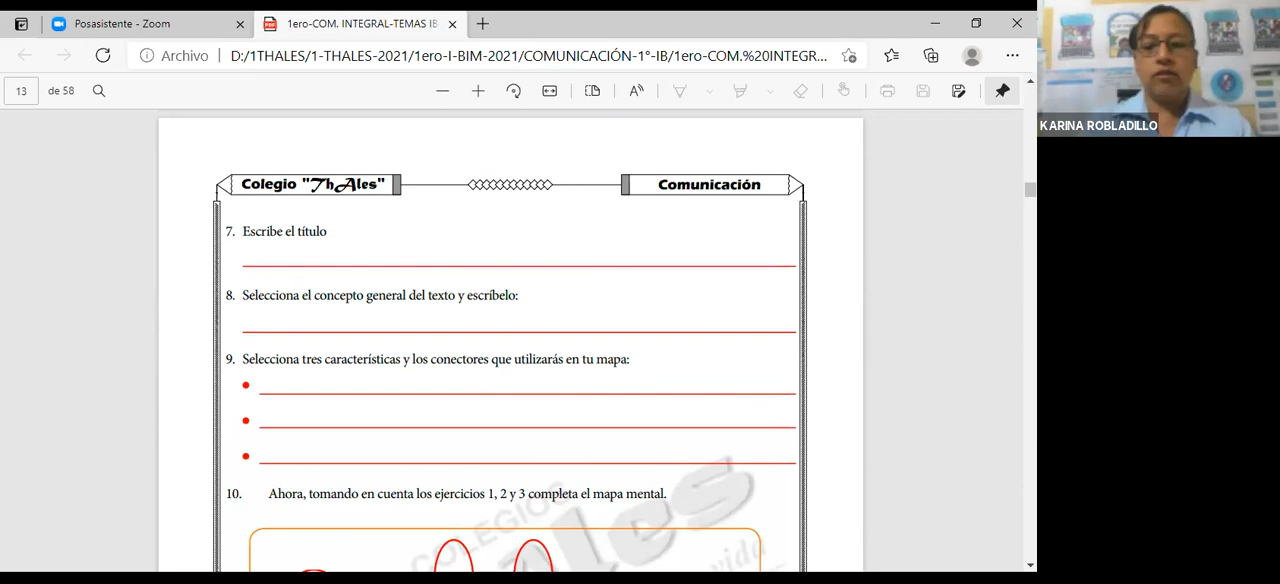 Posasistente - Zoom
1ero-COM. INTEGRAL-TEMAS IB
Archivo
D:/1THALES/1-THALES-2021/1ero-I-BIM-2021/COMUNICACIÓN-1°-IB/1ero-COM.%20INTEGR...
13 de 58
KARINA ROBLADILLO
Colegio "ThAles"
Comunicación
7. Escribe el título
8. Selecciona el concepto general del texto y escríbelo:
9. Selecciona tres características y los conectores que utilizarás en tu mapa:
10. Ahora, tomando en cuenta los ejercicios 1, 2 y 3 completa el mapa mental.
COLEGIOS
ales
vida